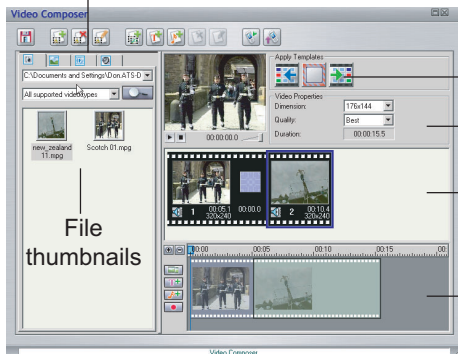 Video Composer
C:\Documents and Settings\Don.ATS-D
All supported videotypes
new_zealand
11.mpg
Scotch 01.mpg
File
thumbnails
00:00:00.0
Apply Templates
Video Properties
Dimension: 176x144
Quality: Best
Duration: 00:00:15.5
1 00:05.1 320x240
00:00.0
2 00:10.4 320x240
00:00 00:05 00:10 00:15 00:
Video Composer